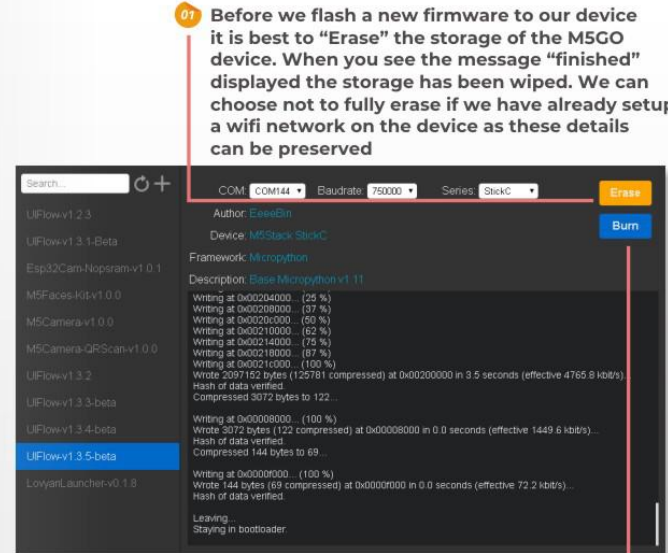 01
Before we flash a new firmware to our device
it is best to “Erase” the storage of the M5GO
device. When you see the message “finished”
displayed the storage has been wiped. We can
choose not to fully erase if we have already setup
a wifi network on the device as these details
can be preserved
Search...
COM: COM144 Baudrate: 750000 Series: StickC
Erase
Burn
Author: EeeeBin
Device: M5Stack StickC
Framework: Micropython
Description: Base Micropython v1.11
UIFlow-v1.2.3
UIFlow-v1.3.1-Beta
Esp32Cam-Nopsram-v1.0.1
M5Faces-Kit-v1.0.0
M5Camera-v1.0.0
M5Camera-QRScan-v1.0.0
UIFlow-v1.3.2
UIFlow-v1.3.3-beta
UIFlow-v1.3.4-beta
UIFlow-v1.3.5-beta
LovyanLauncher-v0.1.8
Writing at 0x00204000... (25 %)
Writing at 0x00208000... (37 %)
Writing at 0x0020c000... (50 %)
Writing at 0x00210000... (62 %)
Writing at 0x00214000... (75 %)
Writing at 0x00218000... (87 %)
Writing at 0x0021c000... (100 %)
Wrote 2097152 bytes (125781 compressed) at 0x00200000 in 3.5 seconds (effective 4765.8 kbit/s)...
Hash of data verified.
Compressed 3072 bytes to 122...
Writing at 0x00008000... (100 %)
Wrote 3072 bytes (122 compressed) at 0x00008000 in 0.0 seconds (effective 1449.6 kbit/s)...
Hash of data verified.
Compressed 144 bytes to 69...
Writing at 0x0000f000... (100 %)
Wrote 144 bytes (69 compressed) at 0x0000f000 in 0.0 seconds (effective 72.2 kbit/s)...
Hash of data verified.
Leaving...
Staying in bootloader.